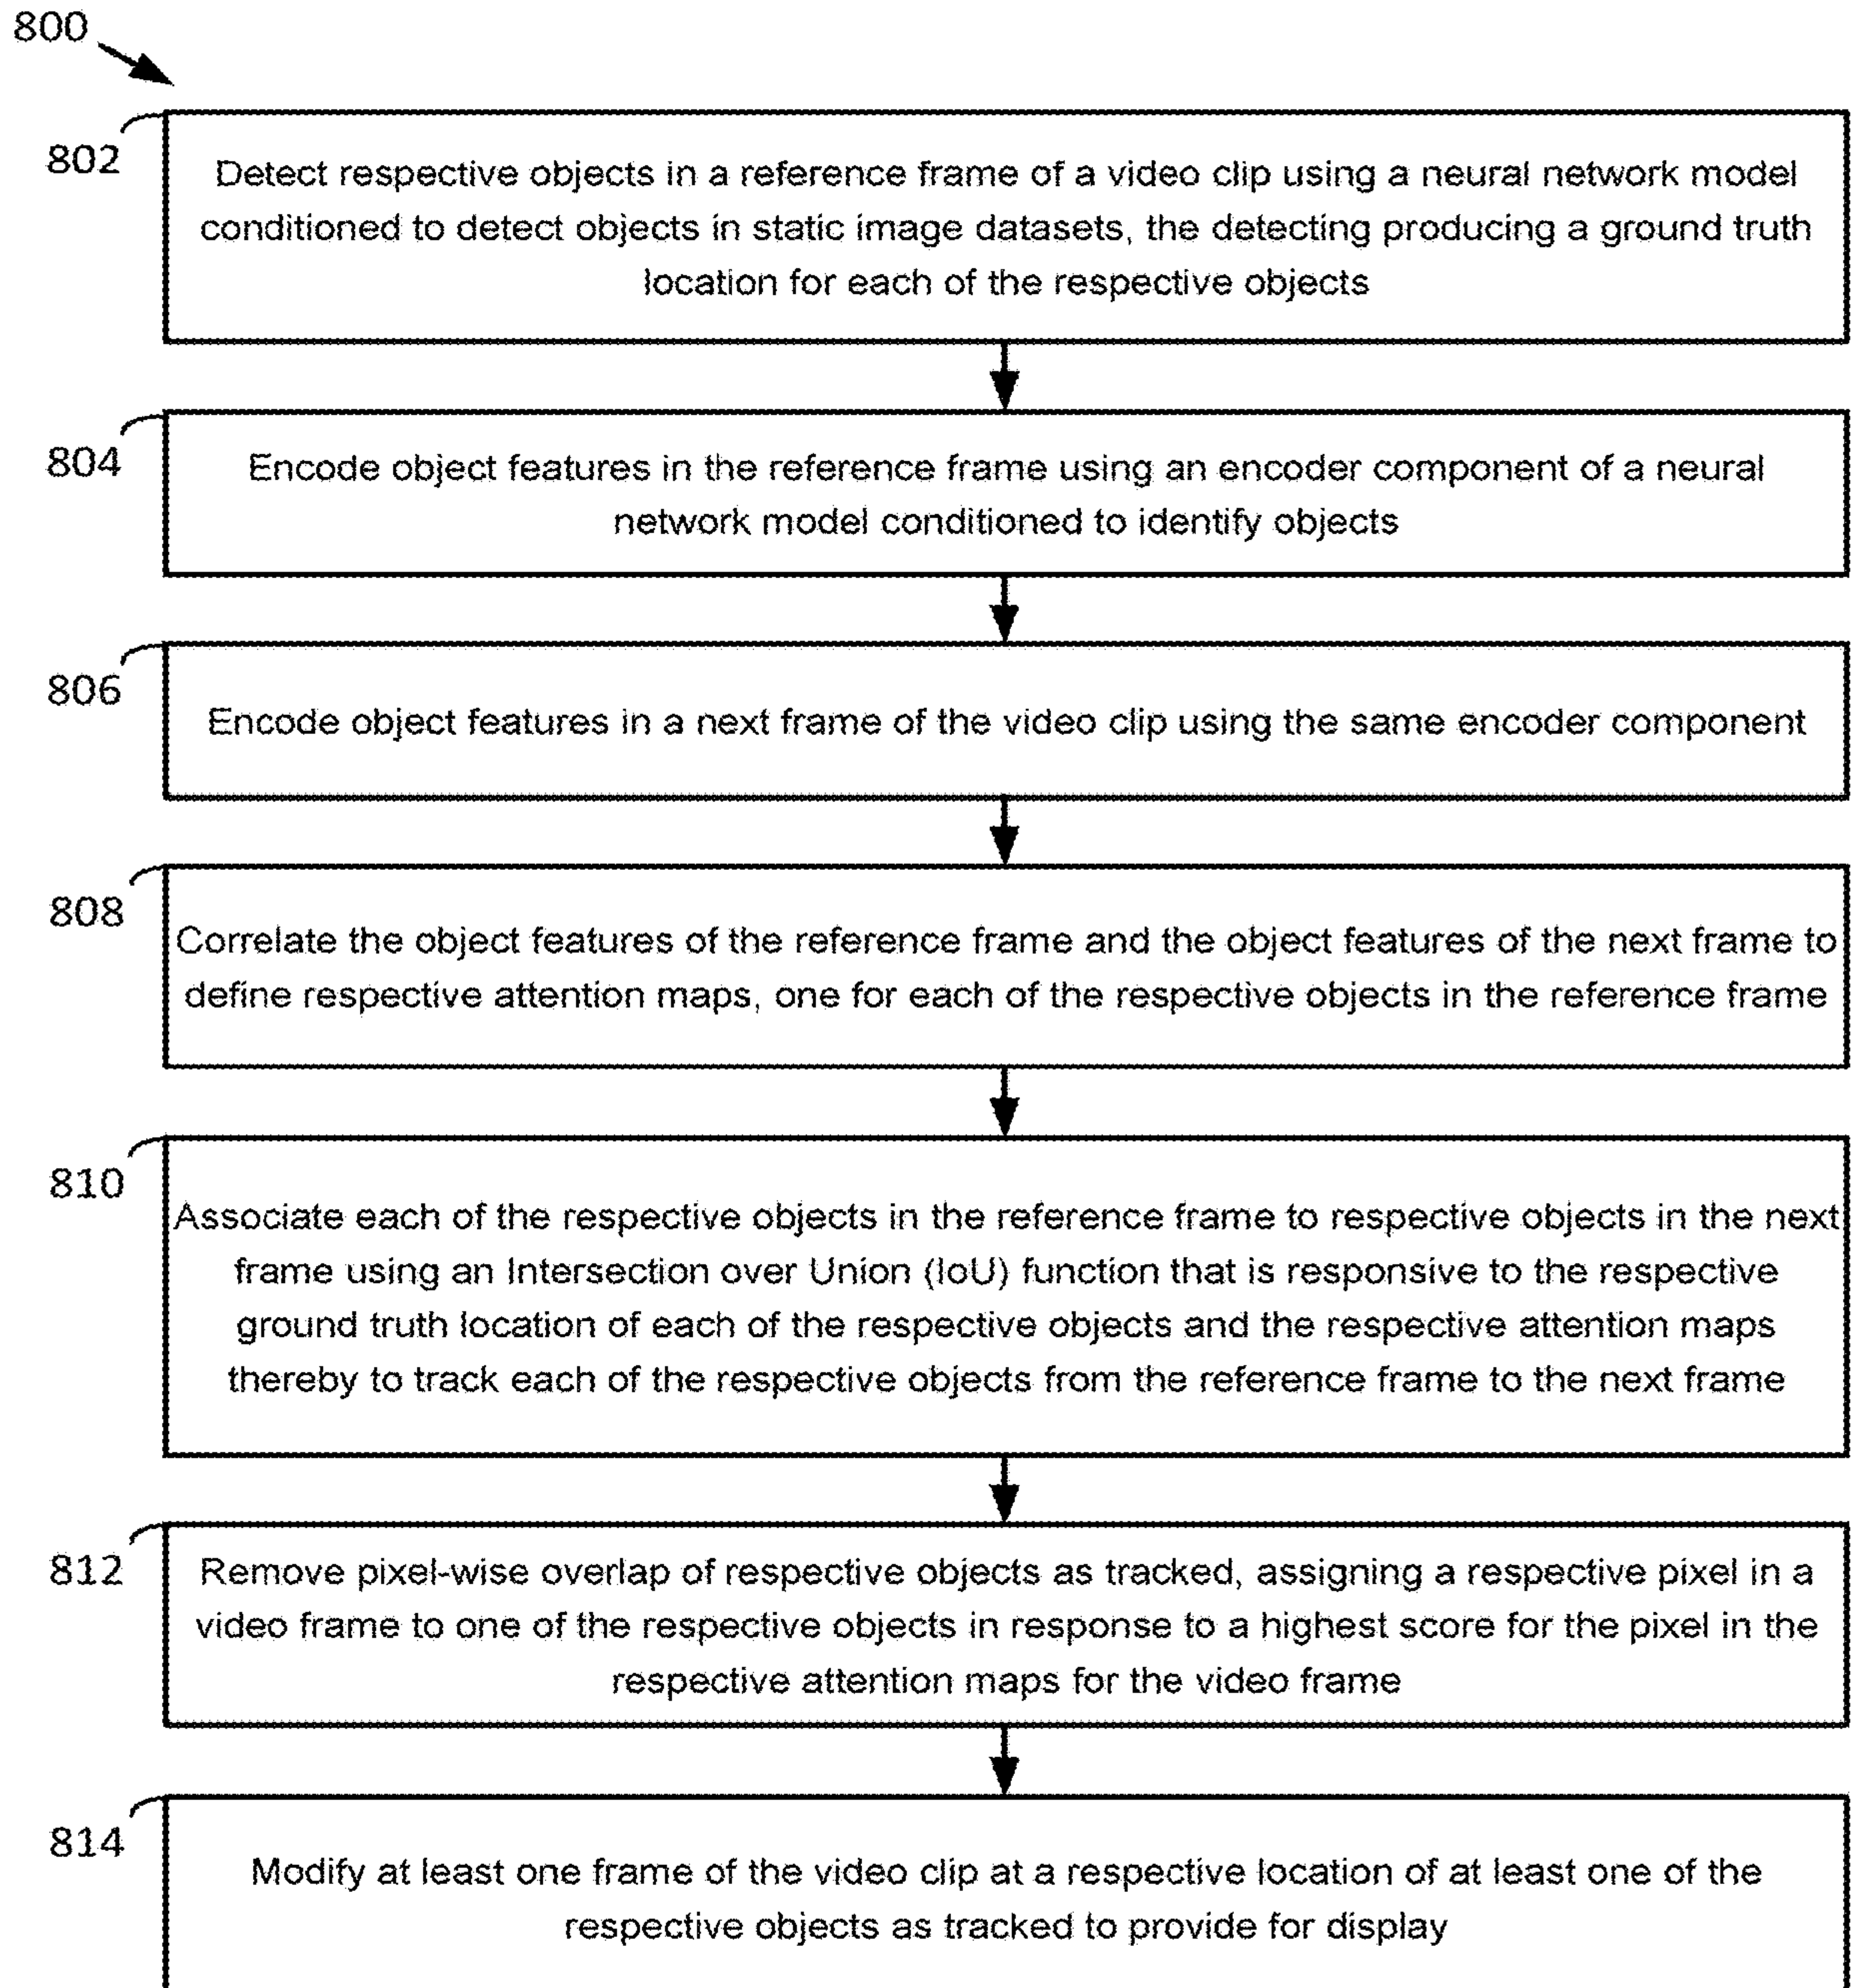 800
802
Detect respective objects in a reference frame of a video clip using a neural network model
conditioned to detect objects in static image datasets, the detecting producing a ground truth
location for each of the respective objects
804
Encode object features in the reference frame using an encoder component of a neural
network model conditioned to identify objects
806
Encode object features in a next frame of the video clip using the same encoder component
808
Correlate the object features of the reference frame and the object features of the next frame to
define respective attention maps, one for each of the respective objects in the reference frame
810
Associate each of the respective objects in the reference frame to respective objects in the next
frame using an Intersection over Union (IoU) function that is responsive to the respective
ground truth location of each of the respective objects and the respective attention maps
thereby to track each of the respective objects from the reference frame to the next frame
812
Remove pixel-wise overlap of respective objects as tracked, assigning a respective pixel in a
video frame to one of the respective objects in response to a highest score for the pixel in the
respective attention maps for the video frame
814
Modify at least one frame of the video clip at a respective location of at least one of the
respective objects as tracked to provide for display